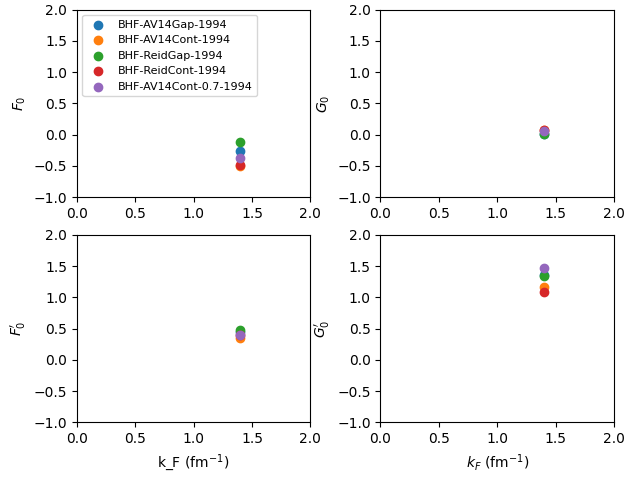 2.0
1.5
1.0
0.5
0.0
−0.5
−1.0
F₀
BHF-AV14Gap-1994
BHF-AV14Cont-1994
BHF-ReidGap-1994
BHF-ReidCont-1994
BHF-AV14Cont-0.7-1994
0.0 0.5 1.0 1.5 2.0
2.0
1.5
1.0
0.5
0.0
−0.5
−1.0
G₀
0.0 0.5 1.0 1.5 2.0
2.0
1.5
1.0
0.5
0.0
−0.5
−1.0
F′₀
0.0 0.5 1.0 1.5 2.0
k_F (fm⁻¹)
2.0
1.5
1.0
0.5
0.0
−0.5
−1.0
G′₀
0.0 0.5 1.0 1.5 2.0
k_F (fm⁻¹)